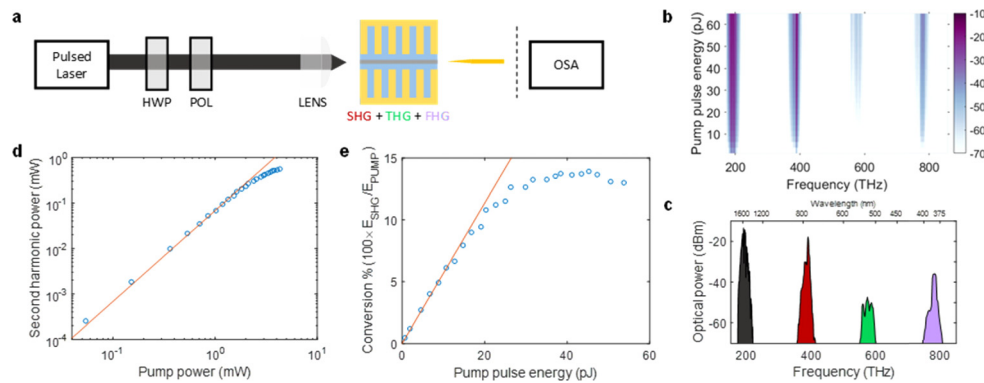 a
Pulsed
Laser
HWP
POL
LENS
SHG + THG + FHG
OSA
b
Pump pulse energy (pJ)
60
50
40
30
20
10
200
400
600
800
Frequency (THz)
-10
-20
-30
-40
-50
-60
-70
d
Second harmonic power (mW)
10^0
10^-1
10^-2
10^-3
10^-4
10^-1
10^0
10^1
Pump power (mW)
e
Conversion % (100× E_SHG/E_PUMP)
15
10
5
0
0
20
40
60
Pump pulse energy (pJ)
c
Wavelength (nm)
1600 1200 800 600 500 450 400 375
Optical power (dBm)
-20
-40
-60
200
400
600
800
Frequency (THz)